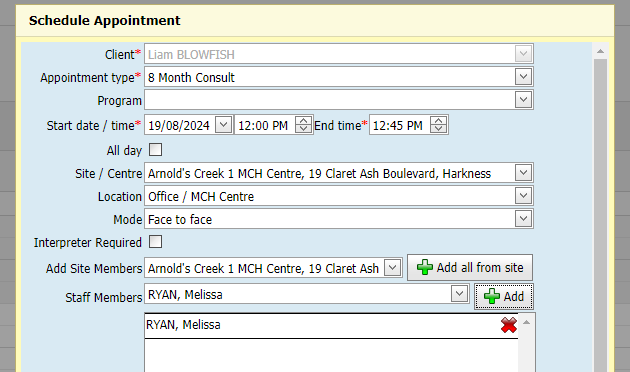 Schedule Appointment
Client* Liam BLOWFISH
Appointment type* 8 Month Consult
Program
Start date / time* 19/08/2024 12:00 PM End time* 12:45 PM
All day
Site / Centre Arnold's Creek 1 MCH Centre, 19 Claret Ash Boulevard, Harkness
Location Office / MCH Centre
Mode Face to face
Interpreter Required
Add Site Members Arnold's Creek 1 MCH Centre, 19 Claret Ash Add all from site
Staff Members RYAN, Melissa Add
RYAN, Melissa